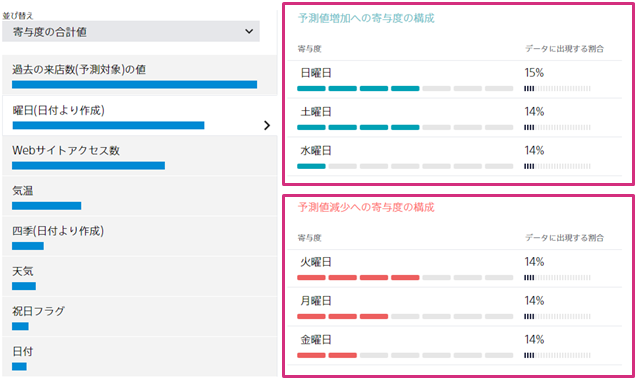 並び替え
寄与度の合計値
過去の来店数(予測対象)の値
曜日(日付より作成)
Webサイトアクセス数
気温
四季(日付より作成)
天気
祝日フラグ
日付
予測値増加への寄与度の構成
寄与度 データに出現する割合
日曜日 15%
土曜日 14%
水曜日 14%
予測値減少への寄与度の構成
寄与度 データに出現する割合
火曜日 14%
月曜日 14%
金曜日 14%